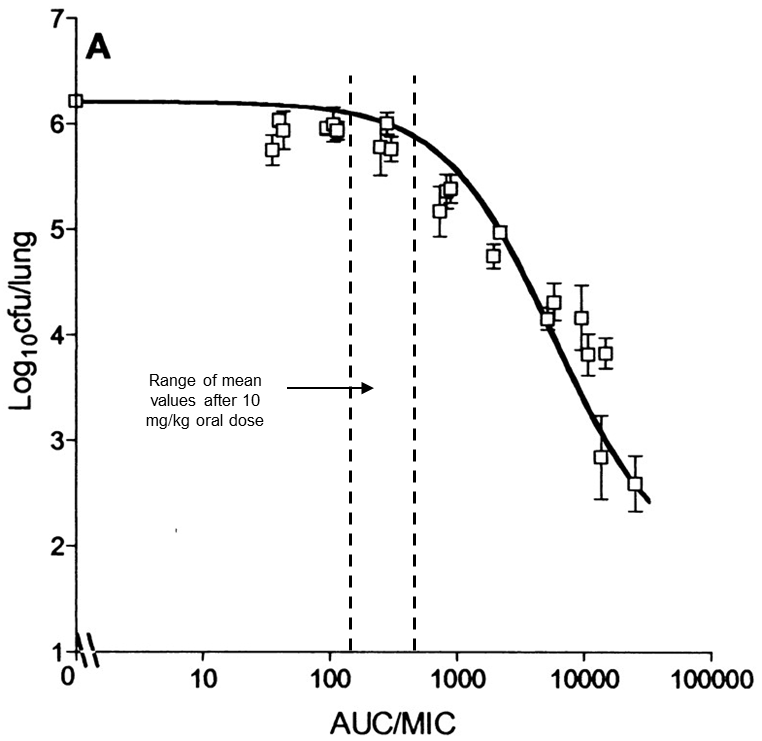 A
7
6
5
4
3
2
1
Log10cfu/lung
Range of mean
values after 10
mg/kg oral dose
0 10 100 1000 10000 100000
AUC/MIC